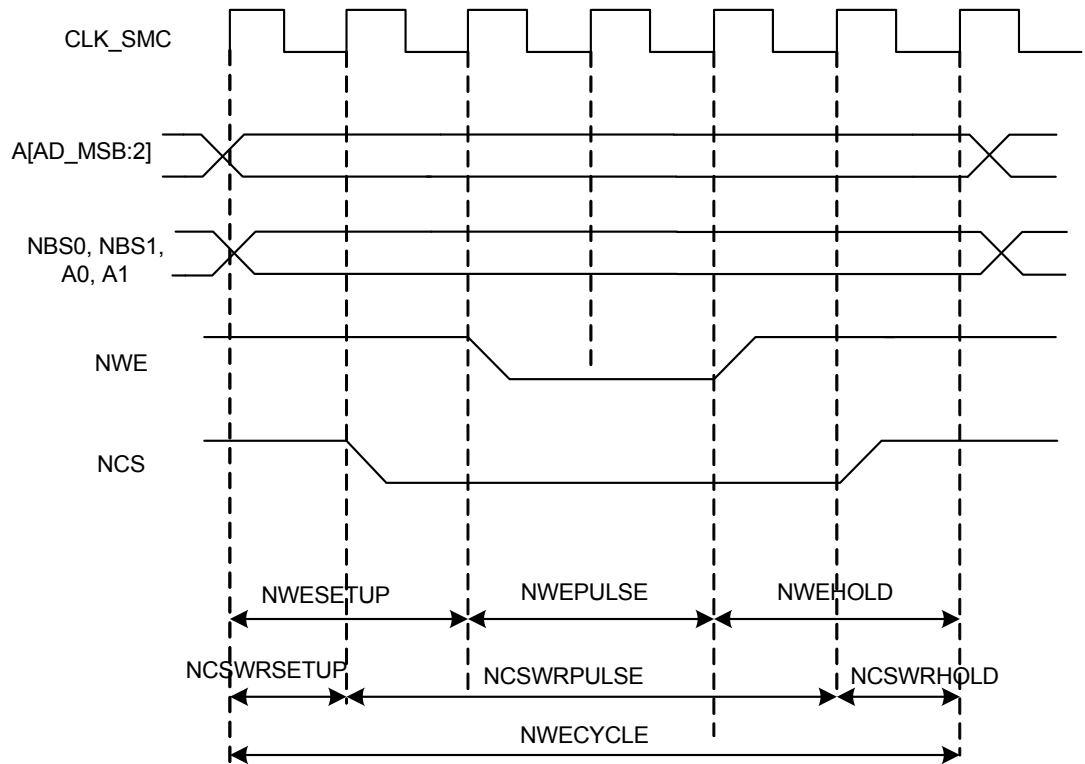 CLK_SMC
A[AD_MSB:2]
NBS0, NBS1,
A0, A1
NWE
NCS
NWESETUP
NWEPULSE
NWEHOLD
NCSWRSETUP
NCSWRPULSE
NCSWRHOLD
NWECYCLE